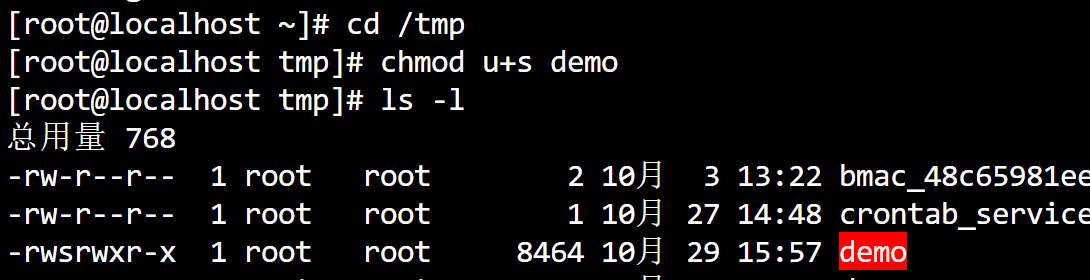 [root@localhost ~]# cd /tmp
[root@localhost tmp]# chmod u+s demo
[root@localhost tmp]# ls -l
总用量 768
-rw-r--r--  1 root   root         2 10月  3 13:22 bmac_48c65981ee
-rw-r--r--  1 root   root         1 10月 27 14:48 crontab_service
-rwsrwxr-x  1 root   root      8464 10月 29 15:57 demo